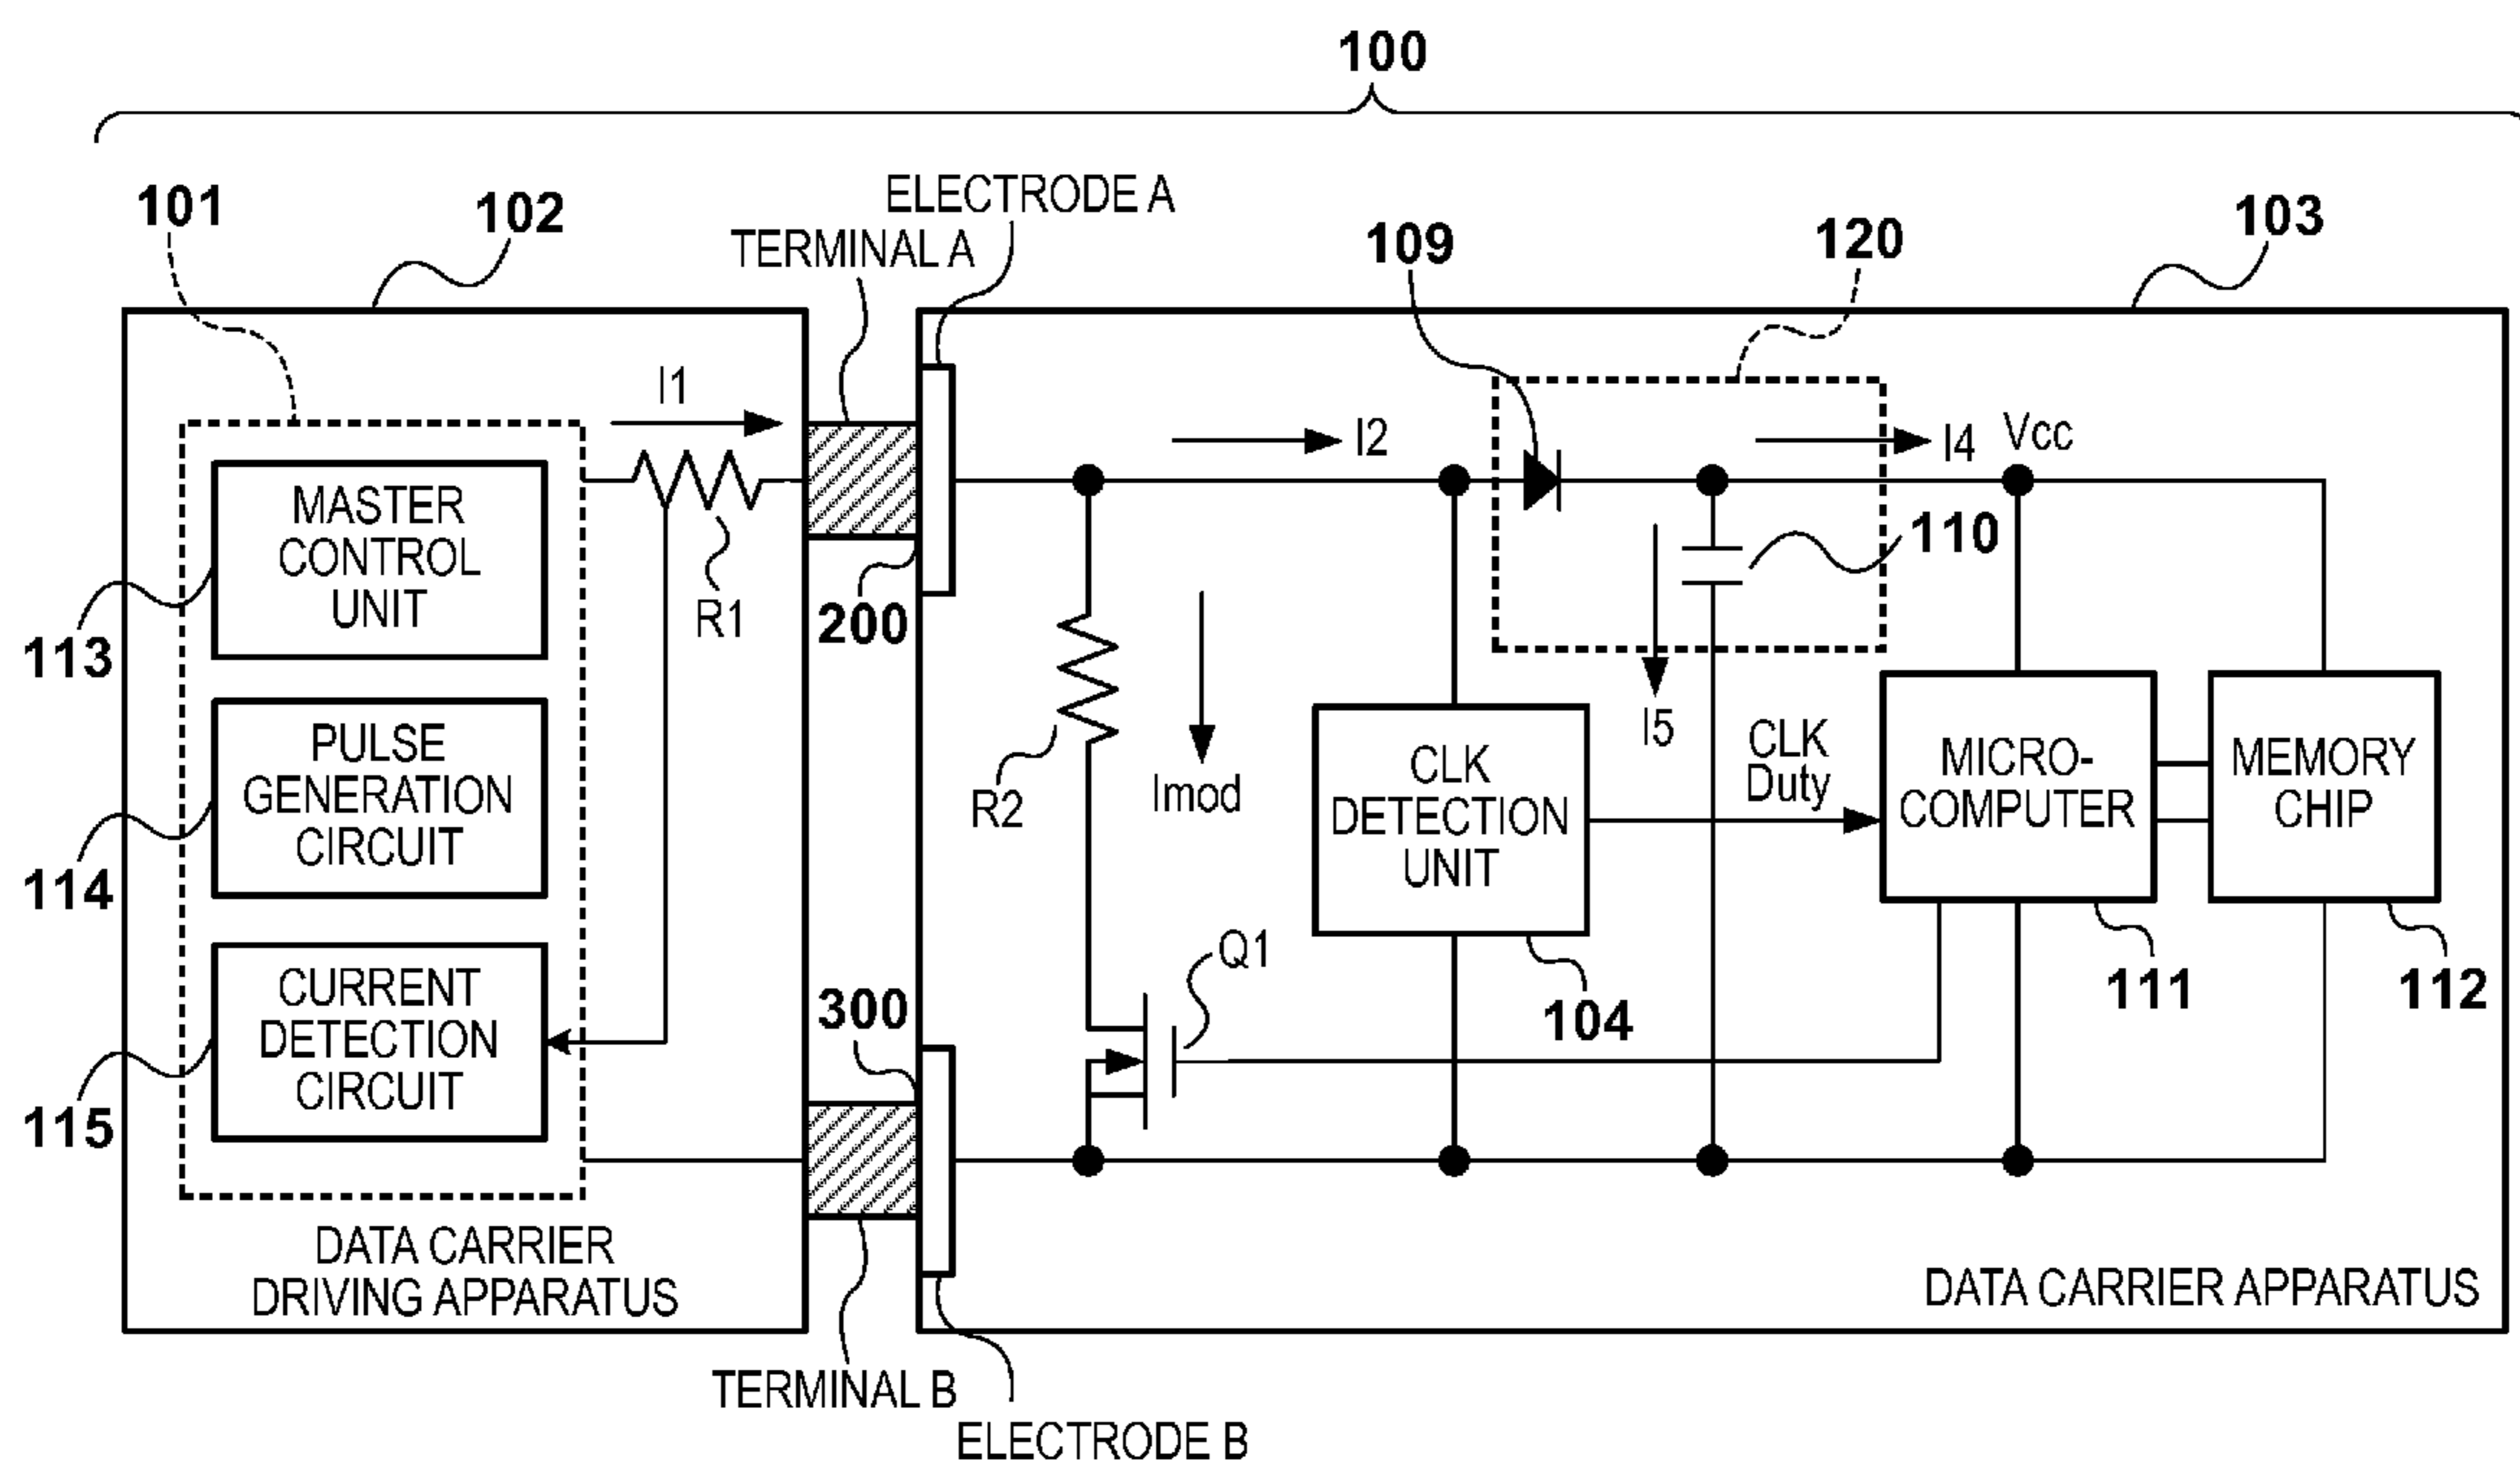 100
101
102
ELECTRODE A
TERMINAL A
109
120
103
I1
I2
I4
Vcc
MASTER
CONTROL
UNIT
R1
200
110
113
PULSE
GENERATION
CIRCUIT
114
R2
Imod
CLK
DETECTION
UNIT
I5
CLK
Duty
MICRO-
COMPUTER
MEMORY
CHIP
CURRENT
DETECTION
CIRCUIT
115
300
Q1
104
111
112
DATA CARRIER
DRIVING APPARATUS
DATA CARRIER APPARATUS
TERMINAL B
ELECTRODE B